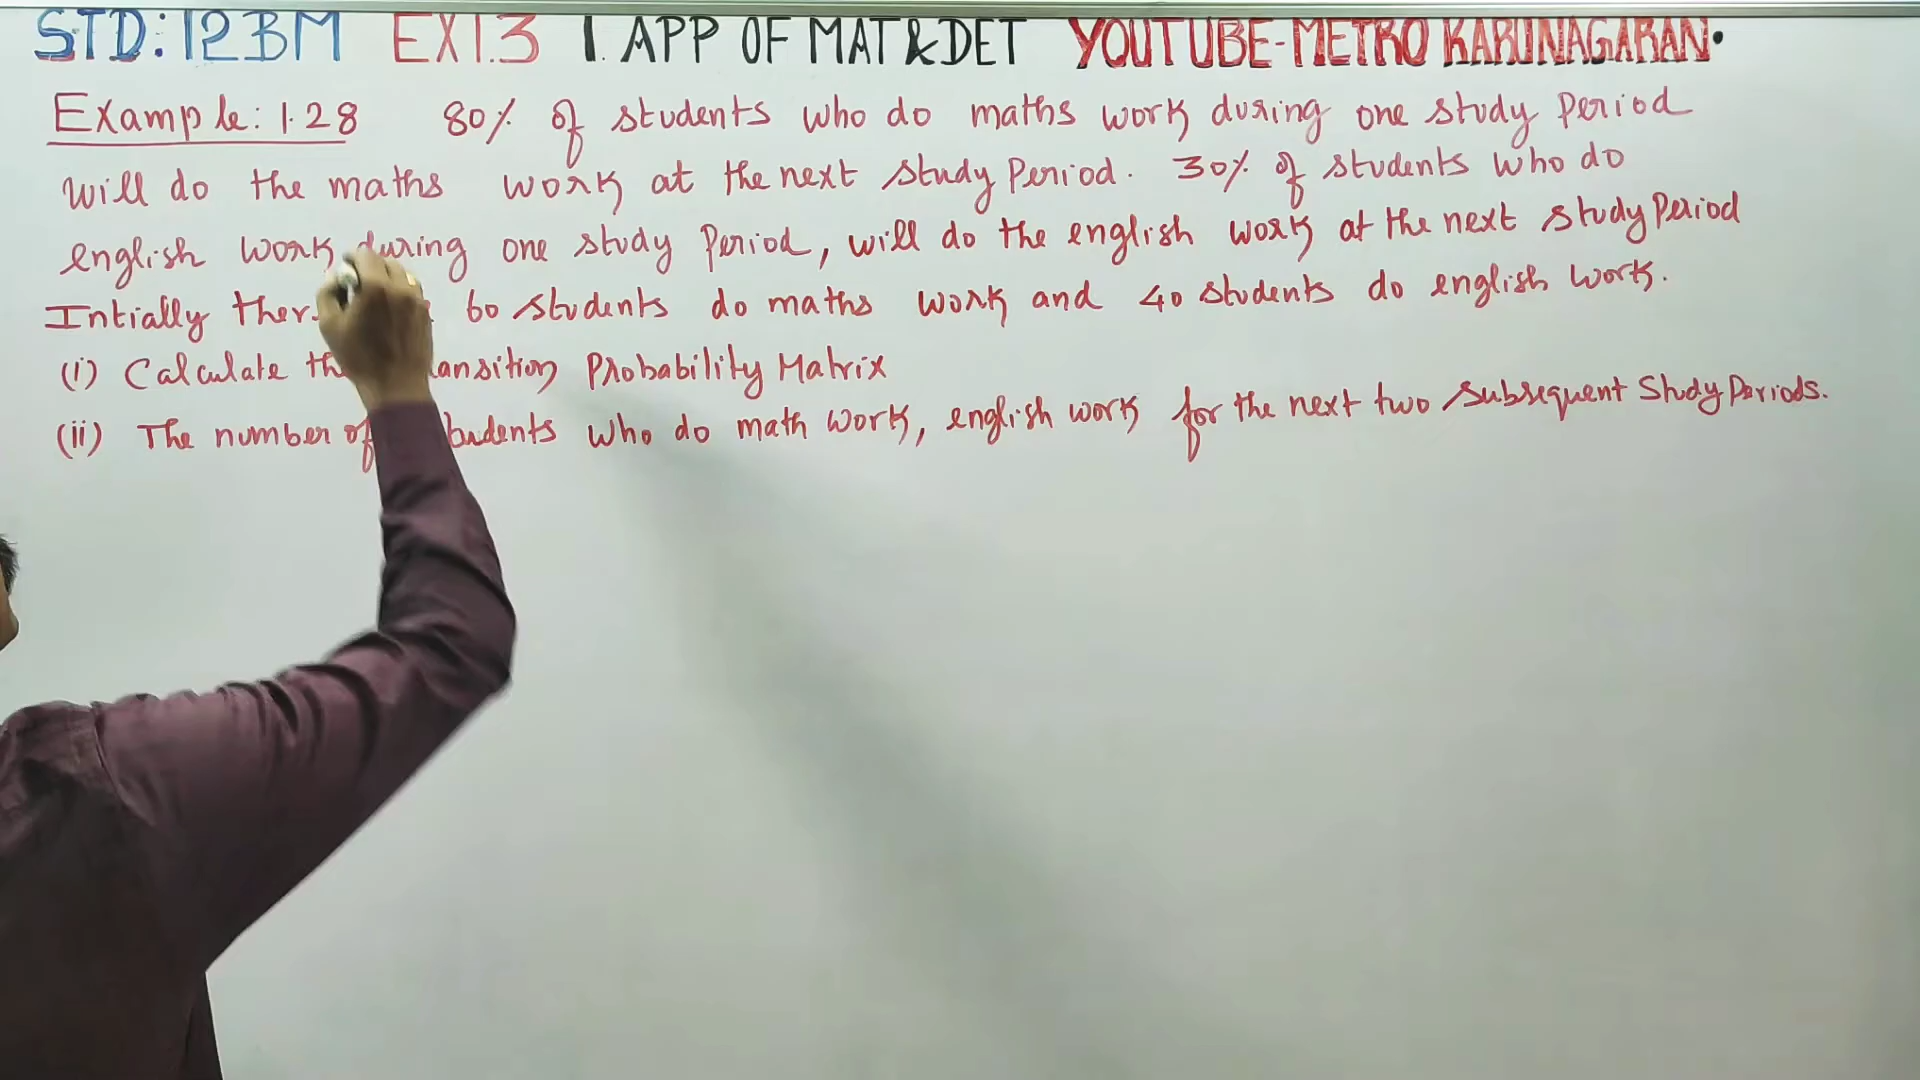 STD:12BM EX1.3 1. APP OF MAT & DET YOUTUBE-METRO KARUNAGARAN.
Example: 1.28 80% of students who do maths work during one study Period
will do the maths work at the next study Period. 30% of students who do
english work during one study Period, will do the english work at the next study Period
Intially 60 students do maths work and 40 students do english work.
(i) Calculate Probability Matrix
(ii) The number of who do math work, english work for the next two subsequent Study Periods.